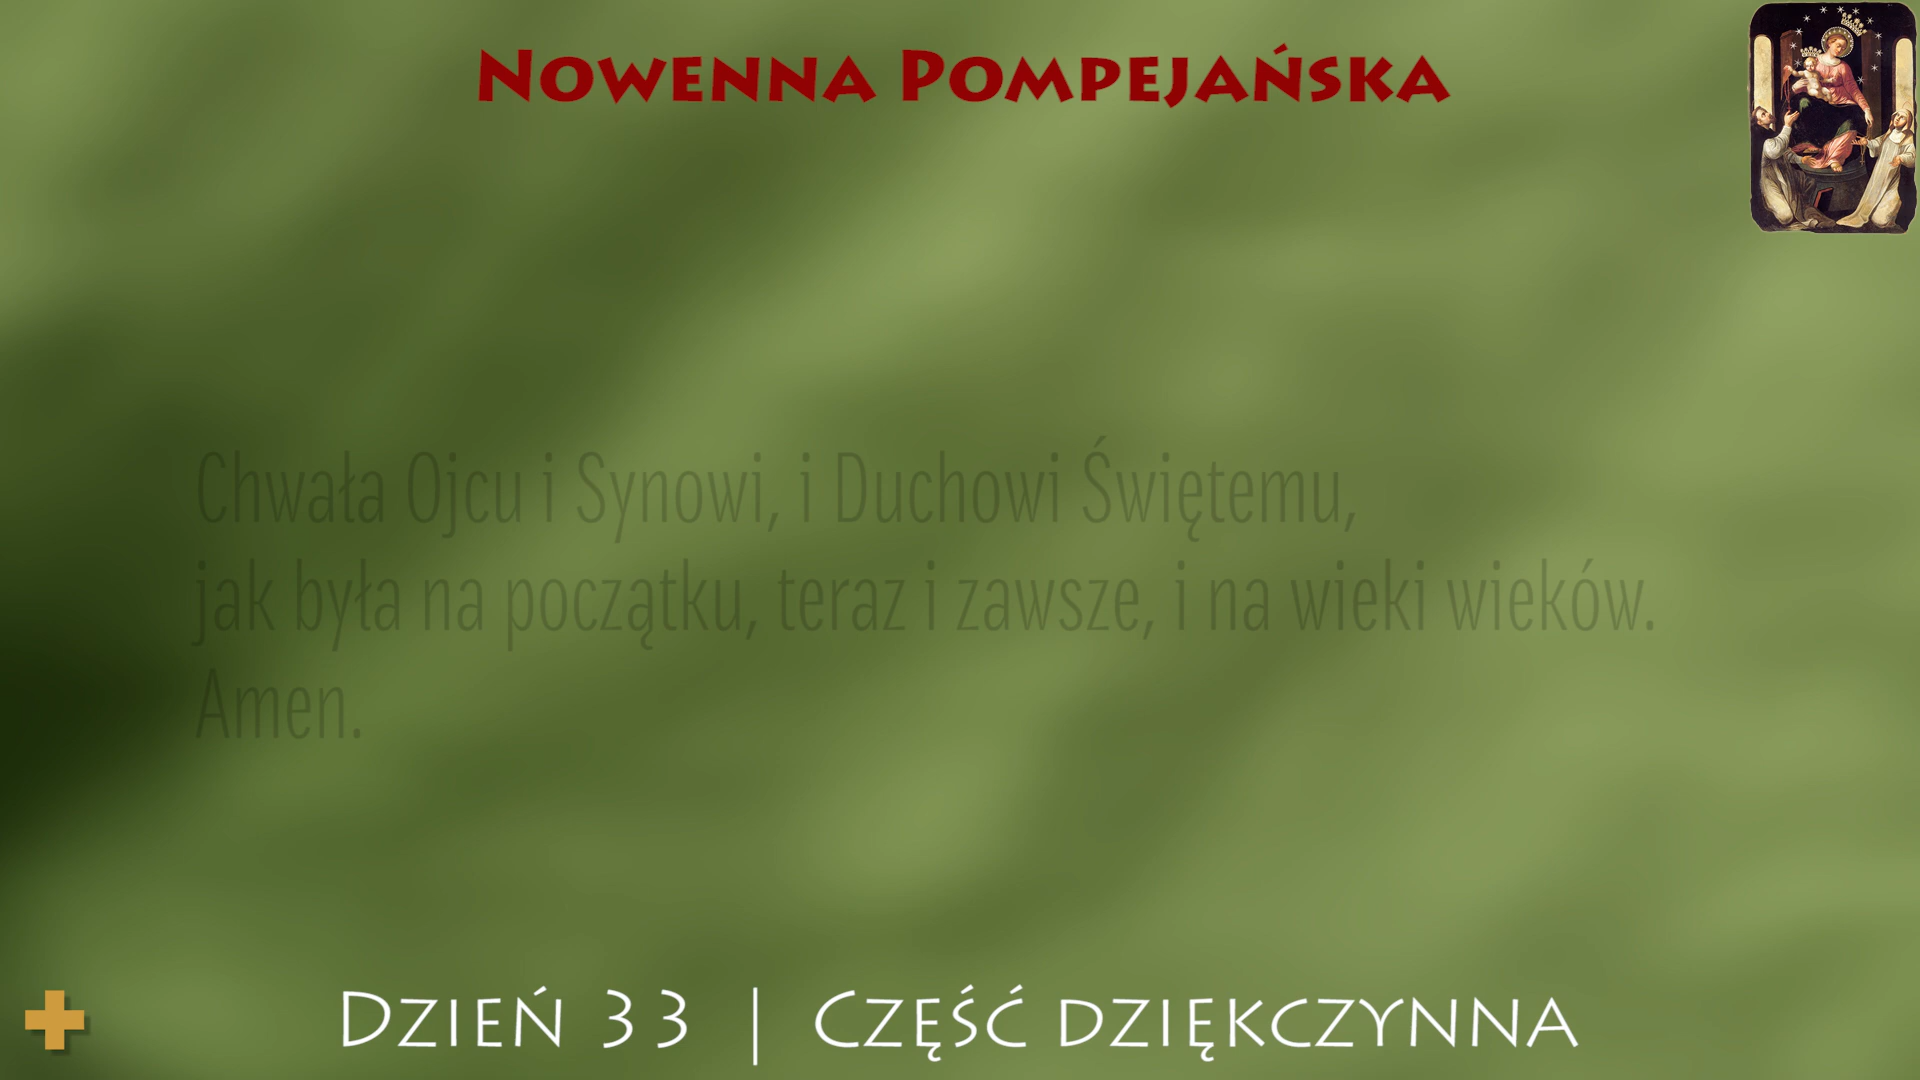 Nowenna Pompejańska
Chwała Ojcu i Synowi, i Duchowi Świętemu,
jak była na początku, teraz i zawsze, i na wieki wieków.
Amen.
Dzień 33 | Część dziękczynna